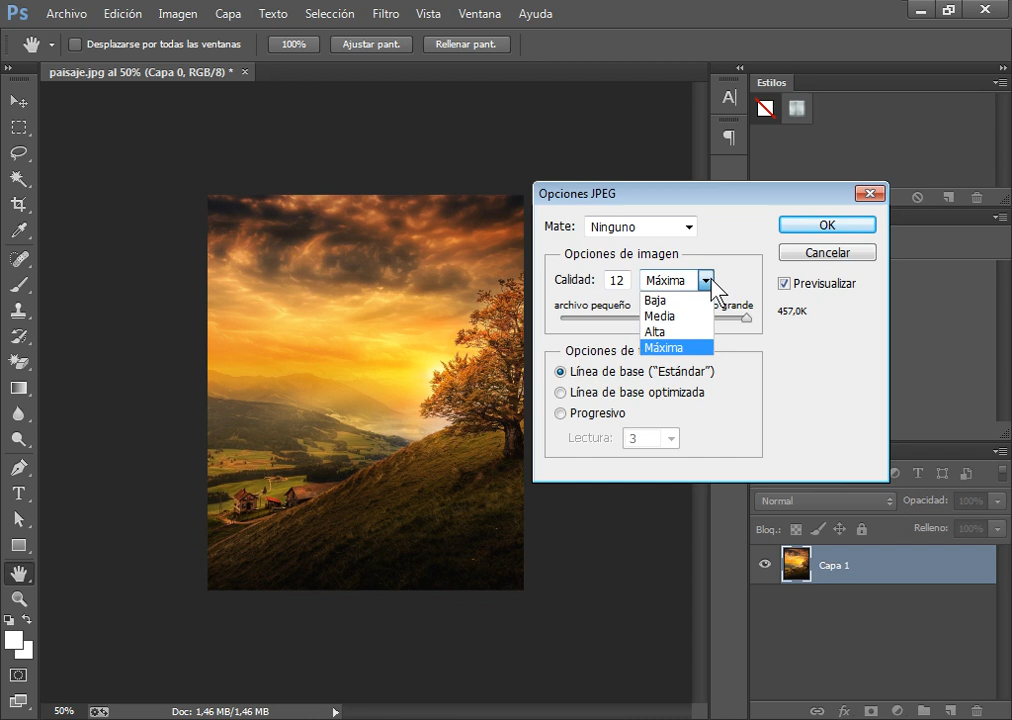 Ps Archivo Edición Imagen Capa Texto Selección Filtro Vista Ventana Ayuda
Desplazarse por todas las ventanas 100% Ajustar pant. Rellenar pant.
paisaje.jpg al 50% (Capa 0, RGB/8) * ×
Estilos
A
Opciones JPEG
Mate: Ninguno
OK
Opciones de imagen
Cancelar
Calidad: 12 Máxima
Previsualizar
archivo pequeño
grande
457,0K
Baja
Media
Alta
Máxima
Opciones de
Línea de base (“Estándar”)
Línea de base optimizada
Progresivo
Lectura: 3
T
Normal Opacidad: 100%
Bloq.: Relleno: 100%
Capa 1
T
50% Doc: 1,46 MB/1,46 MB
fx